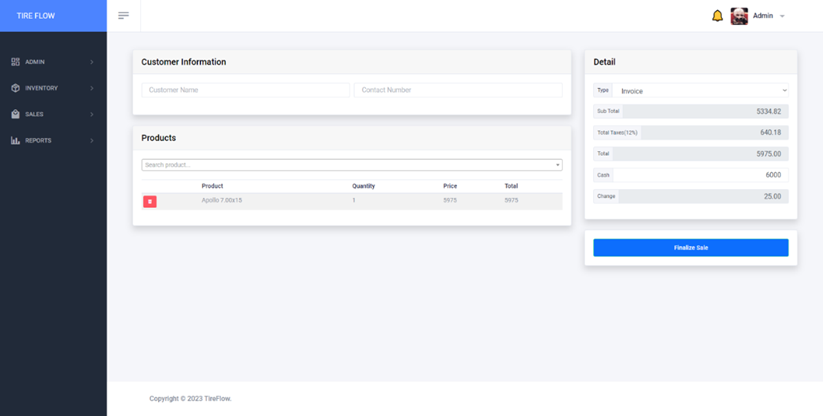 TIRE FLOW
Admin
ADMIN
INVENTORY
SALES
REPORTS
Customer Information
Customer Name
Contact Number
Products
Search product...
Product Quantity Price Total
Apollo 7.00x15 1 5975 5975
Detail
Type Invoice
Sub Total 5334.82
Total Taxes(12%) 640.18
Total 5975.00
Cash 6000
Change 25.00
Finalize Sale
Copyright © 2023 TireFlow.